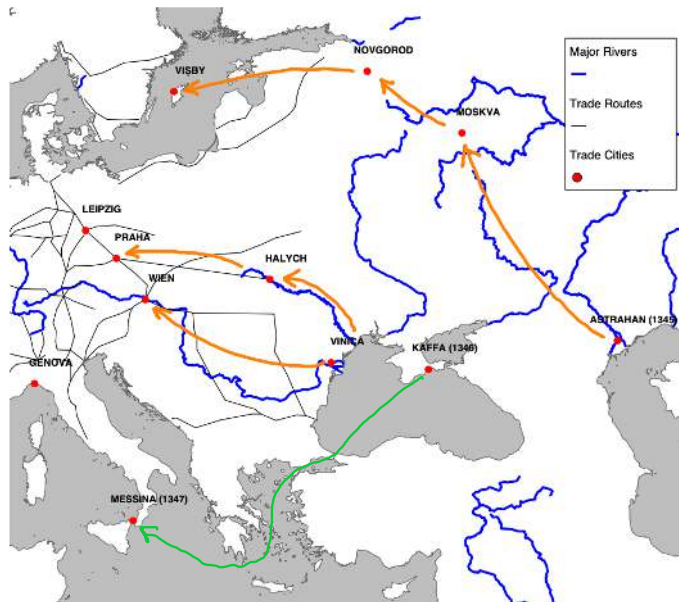 NOVGOROD
VISBY
MOSKVA
Major Rivers
Trade Routes
Trade Cities
LEIPZIG
PRAHA
HALYCH
WIEN
ASTRAHAN (1345)
VINICA
KAFFA (1346)
GENOVA
MESSINA (1347)